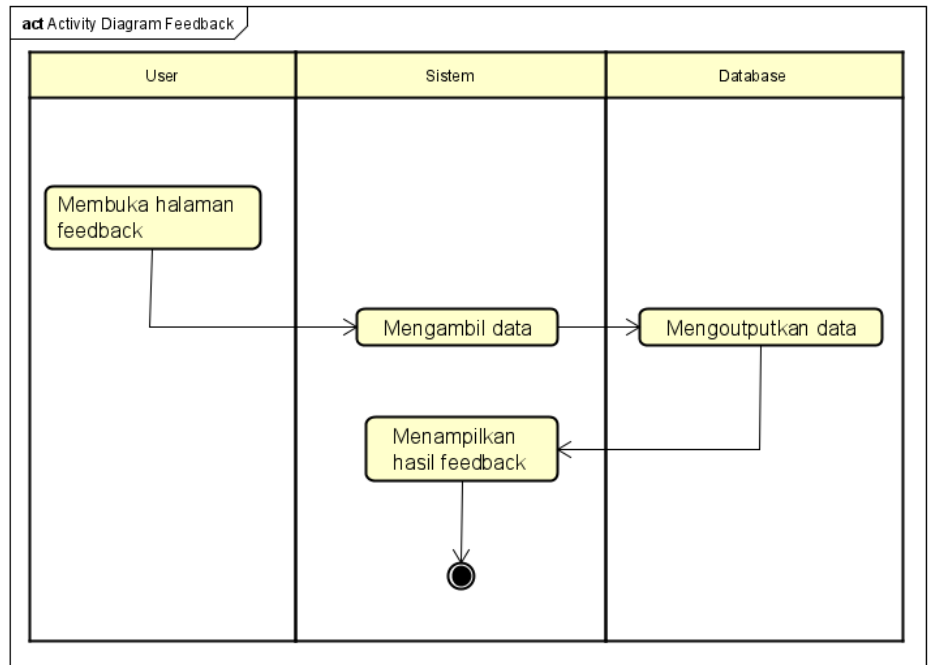 act Activity Diagram Feedback
User
Sistem
Database
Membuka halaman
feedback
Mengambil data
Mengoutputkan data
Menampilkan
hasil feedback